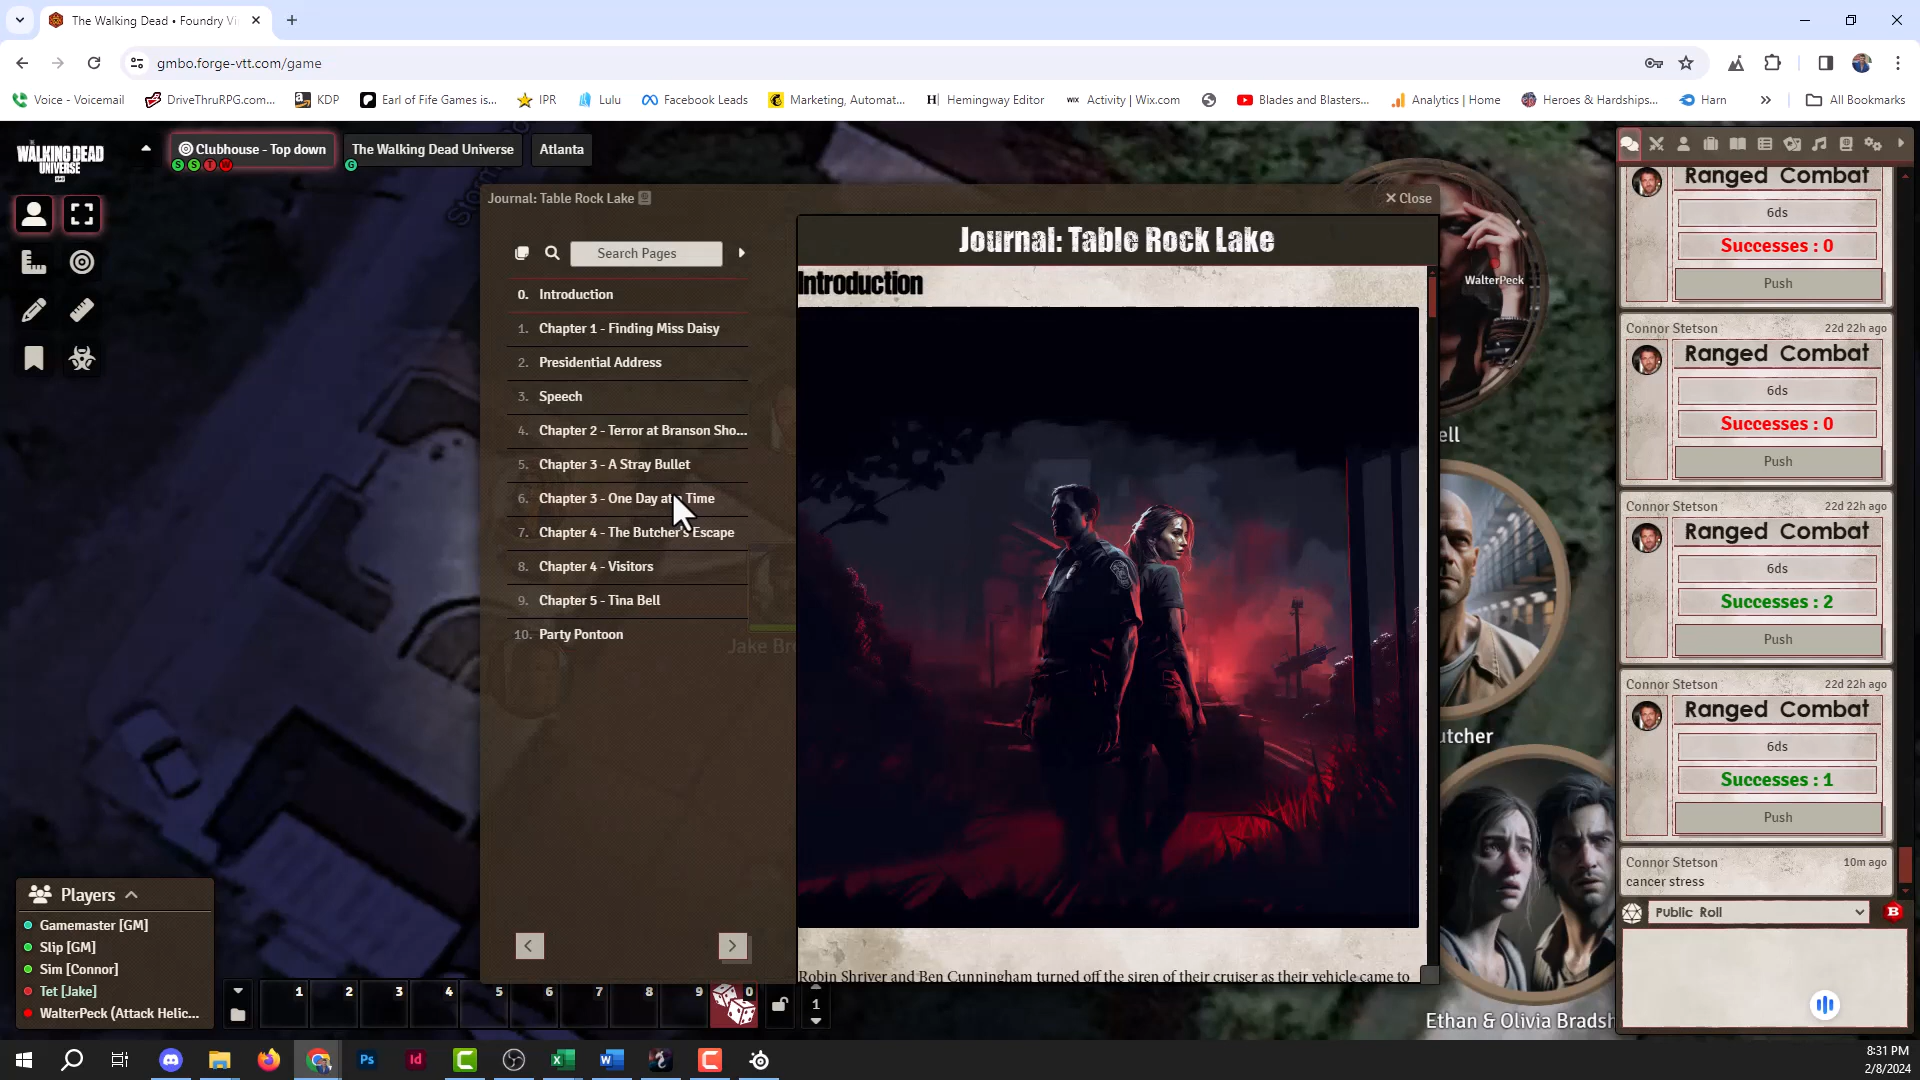 The Walking Dead • Foundry Vi
gmbo.forge-vtt.com/game
Voice - Voicemail
DriveThruRPG.com...
KDP
Earl of Fife Games is...
IPR
Lulu
Facebook Leads
Marketing, Automat...
Hemingway Editor
WIX
Activity | Wix.com
Blades and Blasters...
Analytics | Home
Heroes & Hardships...
Harn
All Bookmarks
WALKING DEAD
UNIVERSE
Clubhouse - Top down
S S T W
The Walking Dead Universe
G
Atlanta
Journal: Table Rock Lake
Close
Search Pages
0. Introduction
1. Chapter 1 - Finding Miss Daisy
2. Presidential Address
3. Speech
4. Chapter 2 - Terror at Branson Sho...
5. Chapter 3 - A Stray Bullet
6. Chapter 3 - One Day at a Time
7. Chapter 4 - The Butcher's Escape
8. Chapter 4 - Visitors
9. Chapter 5 - Tina Bell
10. Party Pontoon
Jake Br
Journal: Table Rock Lake
Introduction
Robin Shriver and Ben Cunningham turned off the siren of their cruiser as their vehicle came to
WalterPeck
ell
utcher
Ethan & Olivia Bradsh
Ranged Combat
6ds
Successes : 0
Push
Connor Stetson
22d 22h ago
Ranged Combat
6ds
Successes : 0
Push
Connor Stetson
22d 22h ago
Ranged Combat
6ds
Successes : 2
Push
Connor Stetson
22d 22h ago
Ranged Combat
6ds
Successes : 1
Push
Connor Stetson
10m ago
cancer stress
Public Roll
B
Players
Gamemaster [GM]
Slip [GM]
Sim [Connor]
Tet [Jake]
WalterPeck (Attack Helic...
1 2 3 4 5 6 7 8 9 0
1
Ps
Id
8:31 PM
2/8/2024